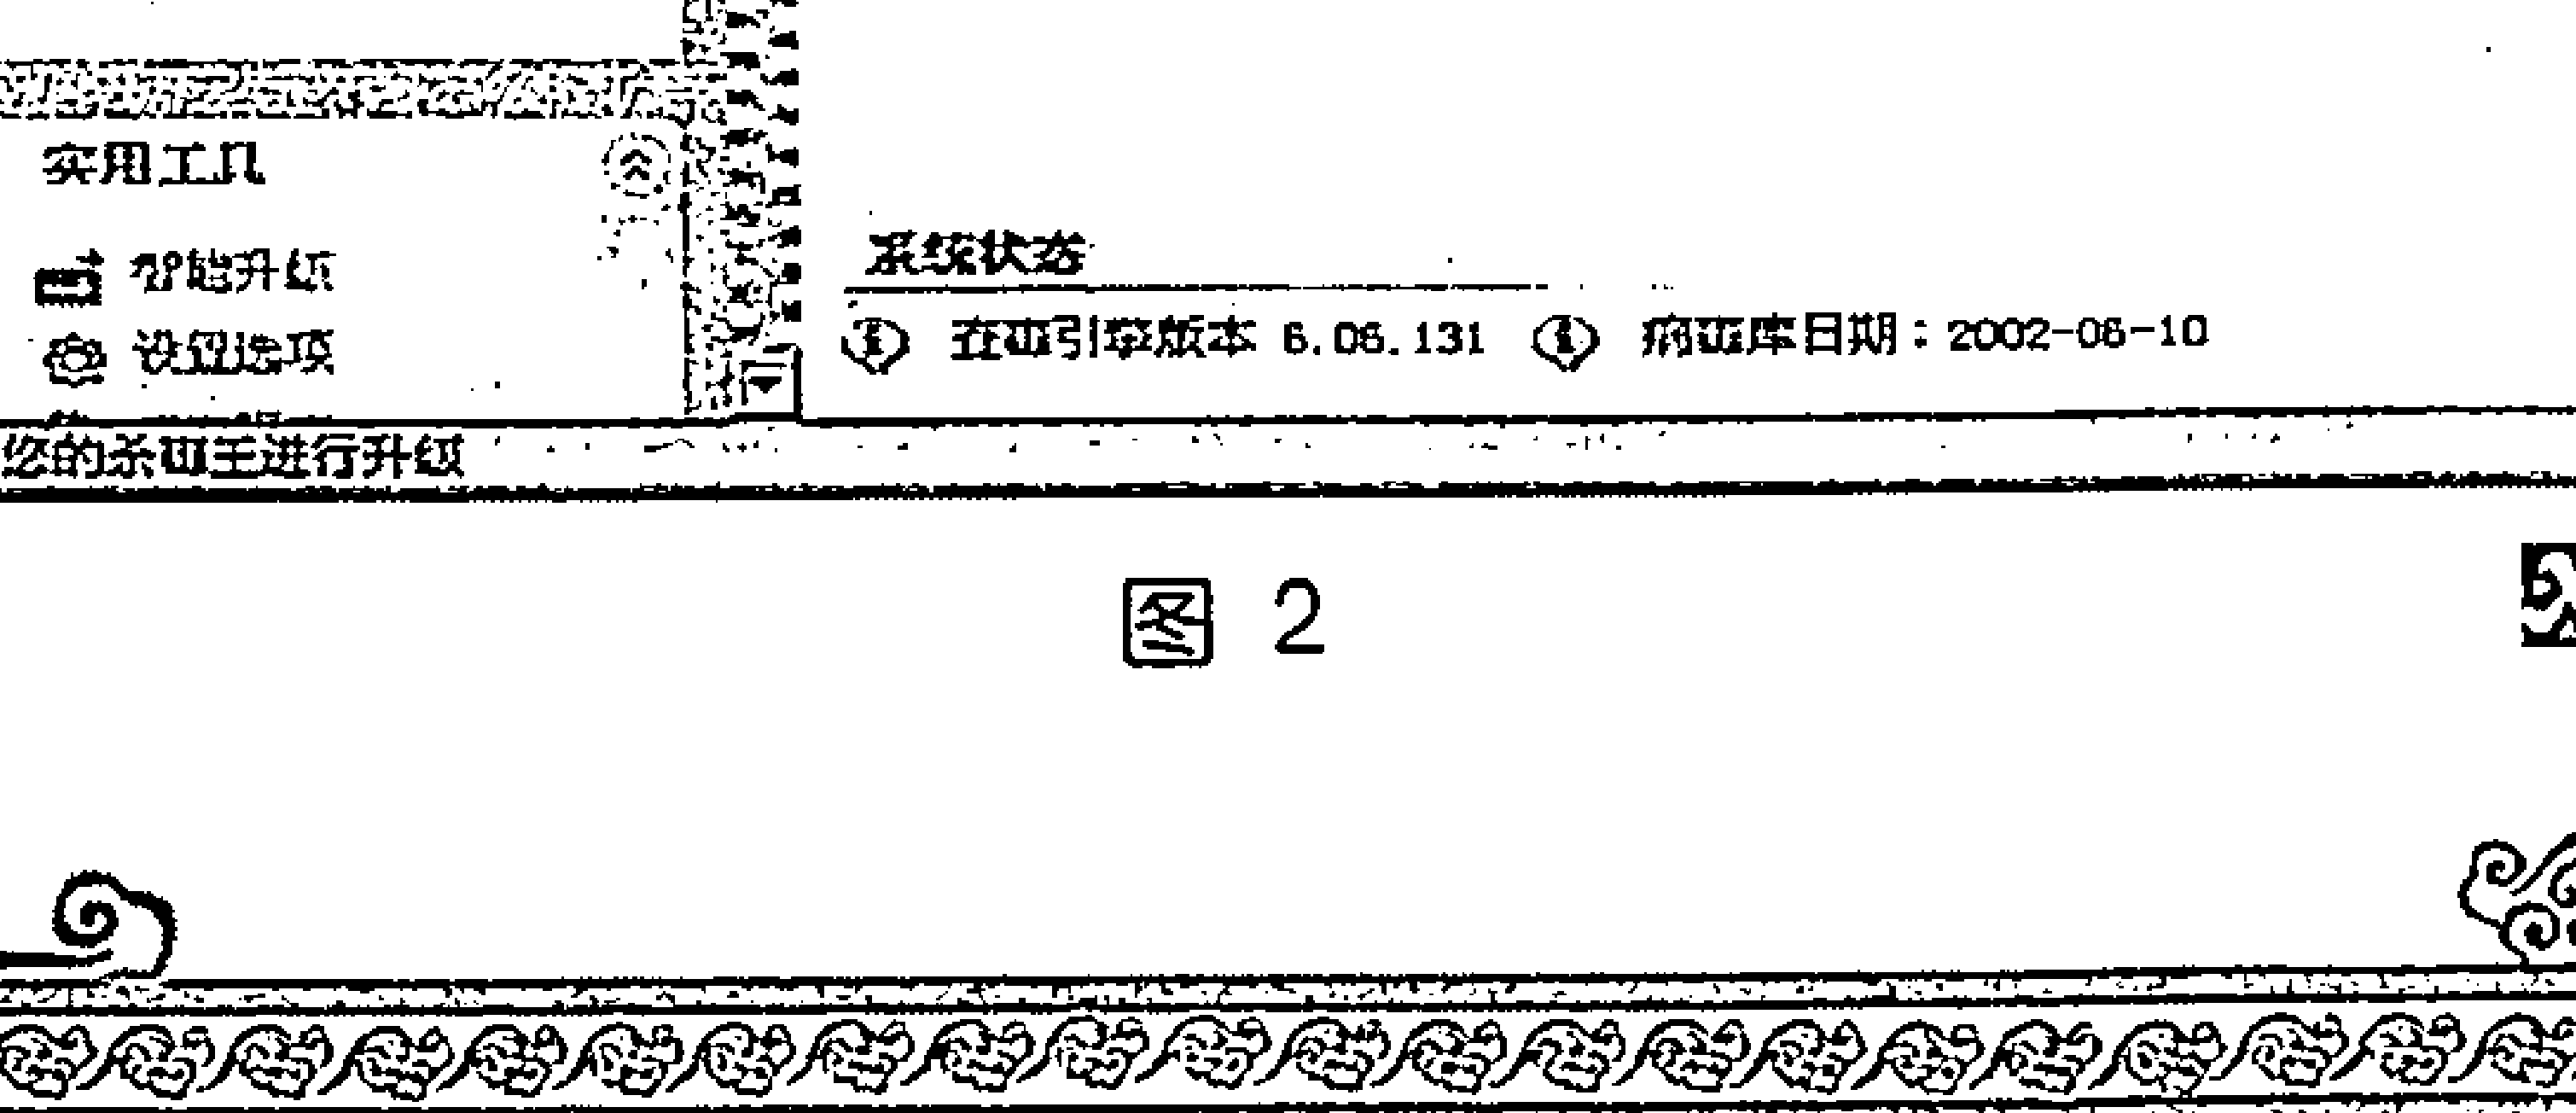 实用工具
智能升级
设置选项
系统状态
查毒引擎版本 6.06.131 病毒库日期:2002-06-10
您的杀毒王进行升级
图 2